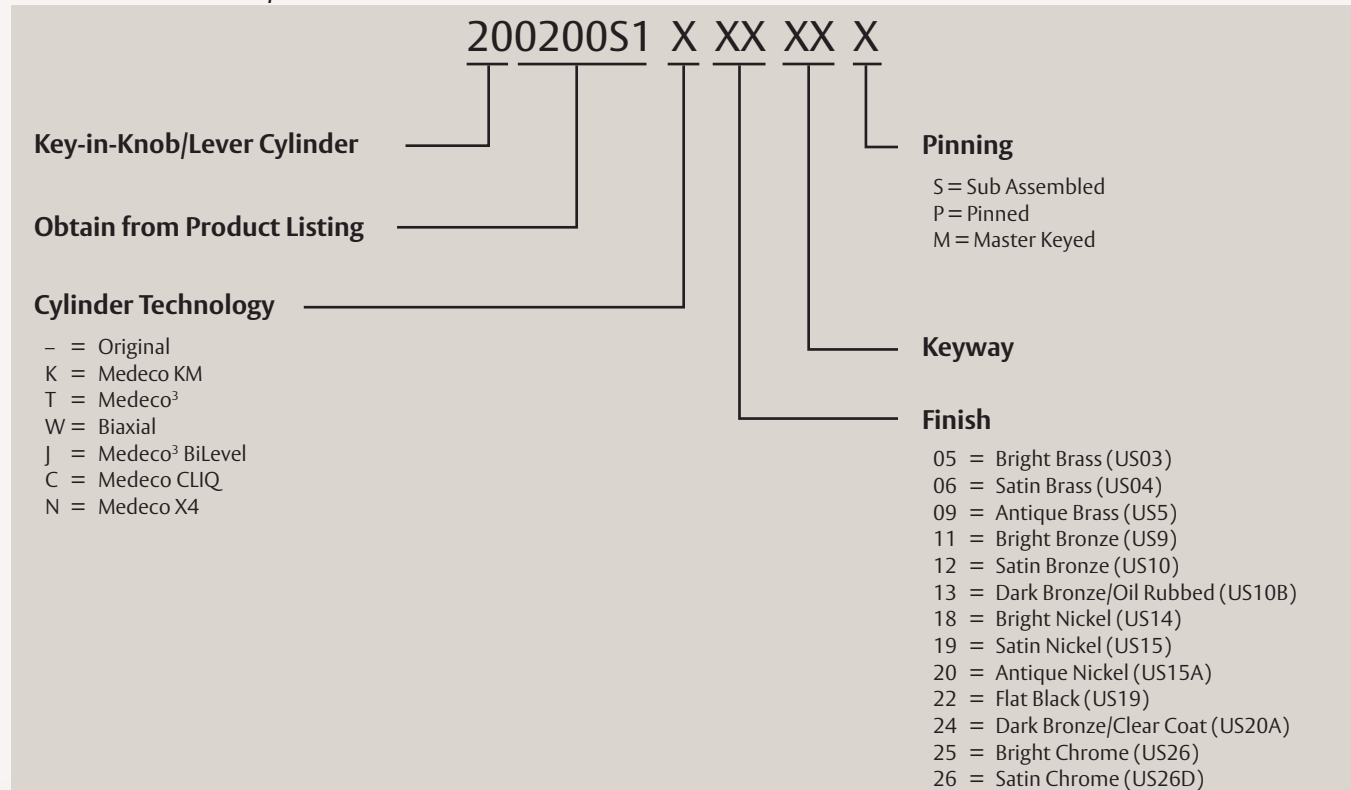 200200S1 X XX XX X
Key-in-Knob/Lever Cylinder
Obtain from Product Listing
Cylinder Technology
– = Original
K = Medeco KM
T = Medeco³
W = Biaxial
J = Medeco³ BiLevel
C = Medeco CLIQ
N = Medeco X4
Pinning
S = Sub Assembled
P = Pinned
M = Master Keyed
Keyway
Finish
05 = Bright Brass (US03)
06 = Satin Brass (US04)
09 = Antique Brass (US5)
11 = Bright Bronze (US9)
12 = Satin Bronze (US10)
13 = Dark Bronze/Oil Rubbed (US10B)
18 = Bright Nickel (US14)
19 = Satin Nickel (US15)
20 = Antique Nickel (US15A)
22 = Flat Black (US19)
24 = Dark Bronze/Clear Coat (US20A)
25 = Bright Chrome (US26)
26 = Satin Chrome (US26D)